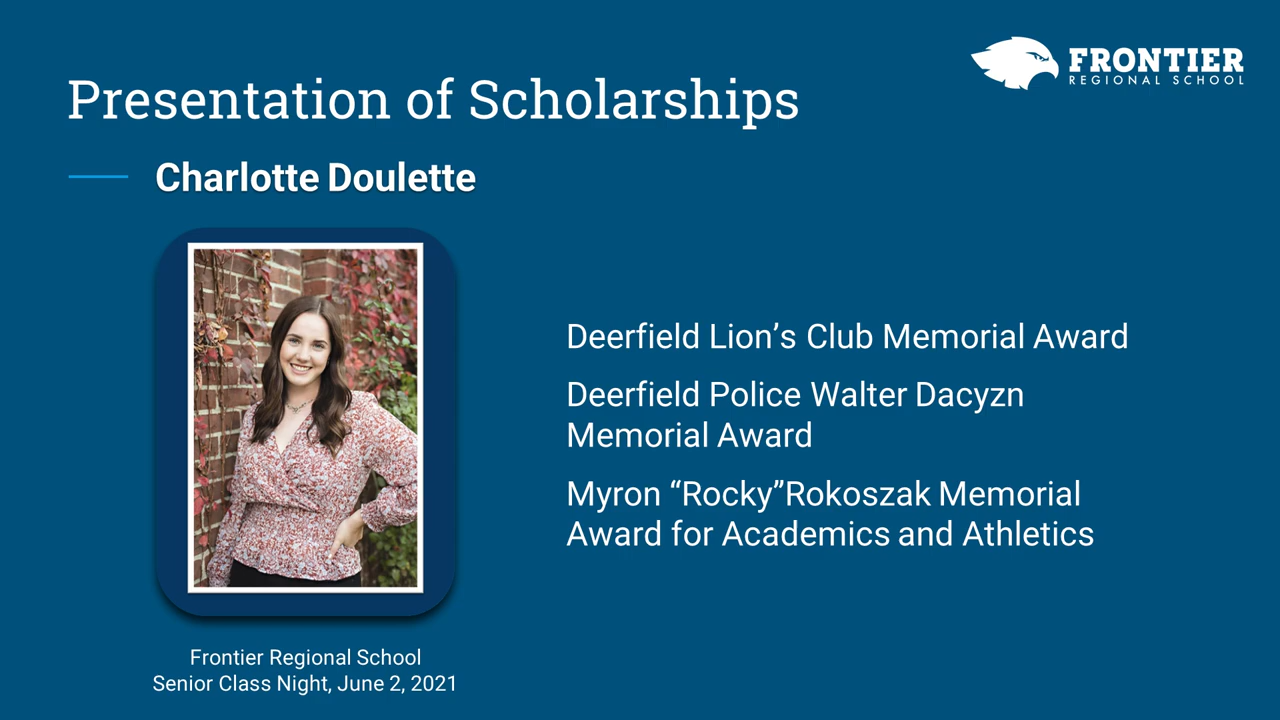 FRONTIER
REGIONAL SCHOOL
Presentation of Scholarships
Charlotte Doulette
Deerfield Lion’s Club Memorial Award
Deerfield Police Walter Dacyzn
Memorial Award
Myron “Rocky”Rokoszak Memorial
Award for Academics and Athletics
Frontier Regional School
Senior Class Night, June 2, 2021